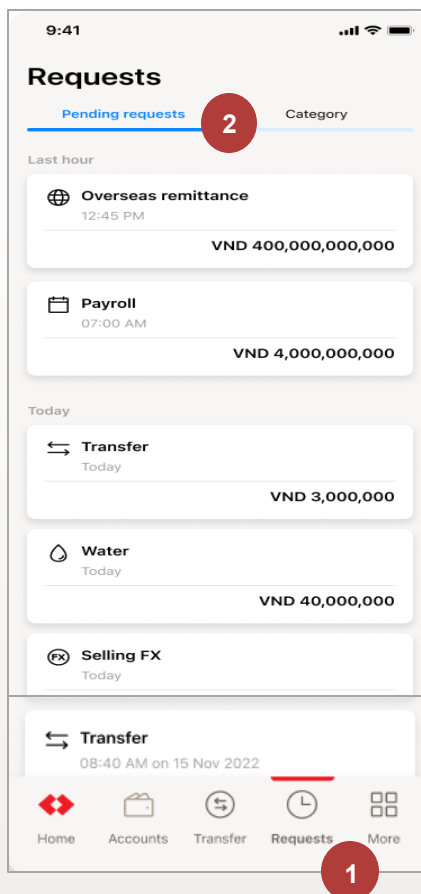 9:41
Requests
Pending requests 2 Category
Last hour
Overseas remittance
12:45 PM
VND 400,000,000,000
Payroll
07:00 AM
VND 4,000,000,000
Today
Transfer
Today
VND 3,000,000
Water
Today
VND 40,000,000
FX Selling FX
Today
Transfer
08:40 AM on 15 Nov 2022
Home Accounts Transfer Requests More
1